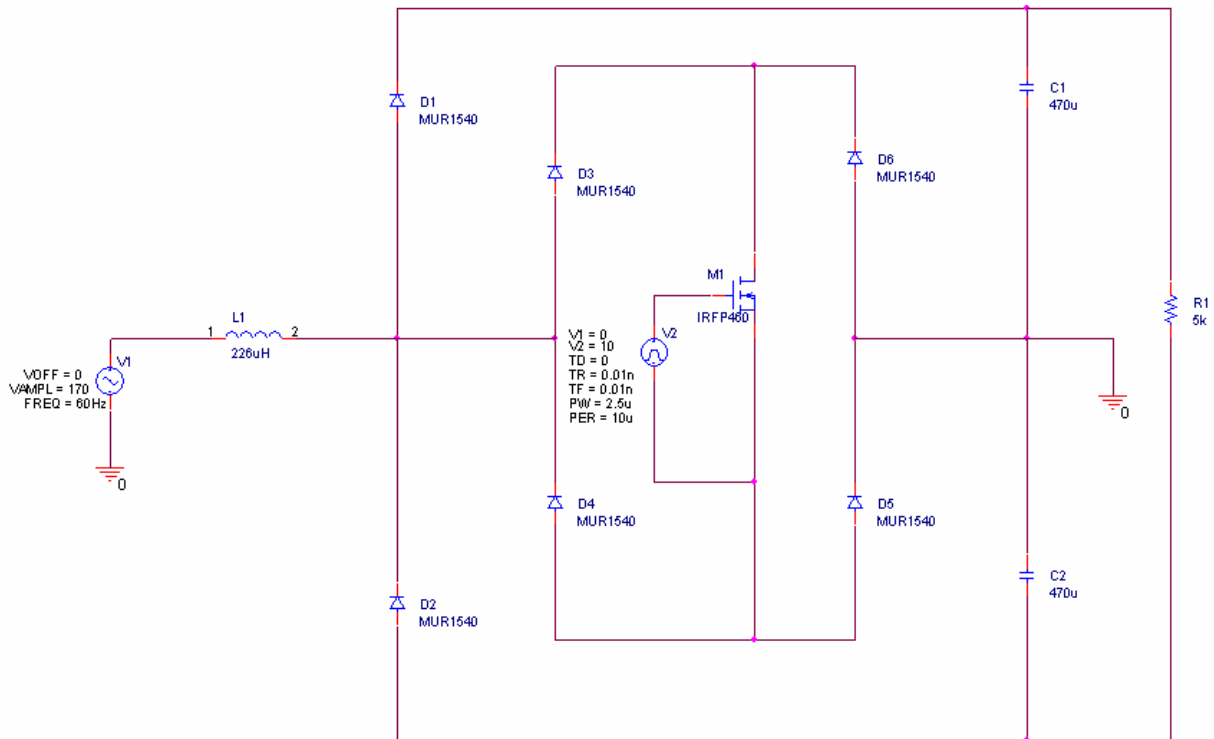 D1
MUR1540
D3
MUR1540
D6
MUR1540
C1
470u
M1
IRFP460
R1
5k
L1
1 2
226uH
V1
VOFF = 0
VAMPL = 170
FREQ = 60Hz
0
V2
V1 = 0
V2 = 10
TD = 0
TR = 0.01n
TF = 0.01n
PW = 2.5u
PER = 10u
0
D4
MUR1540
D5
MUR1540
D2
MUR1540
C2
470u